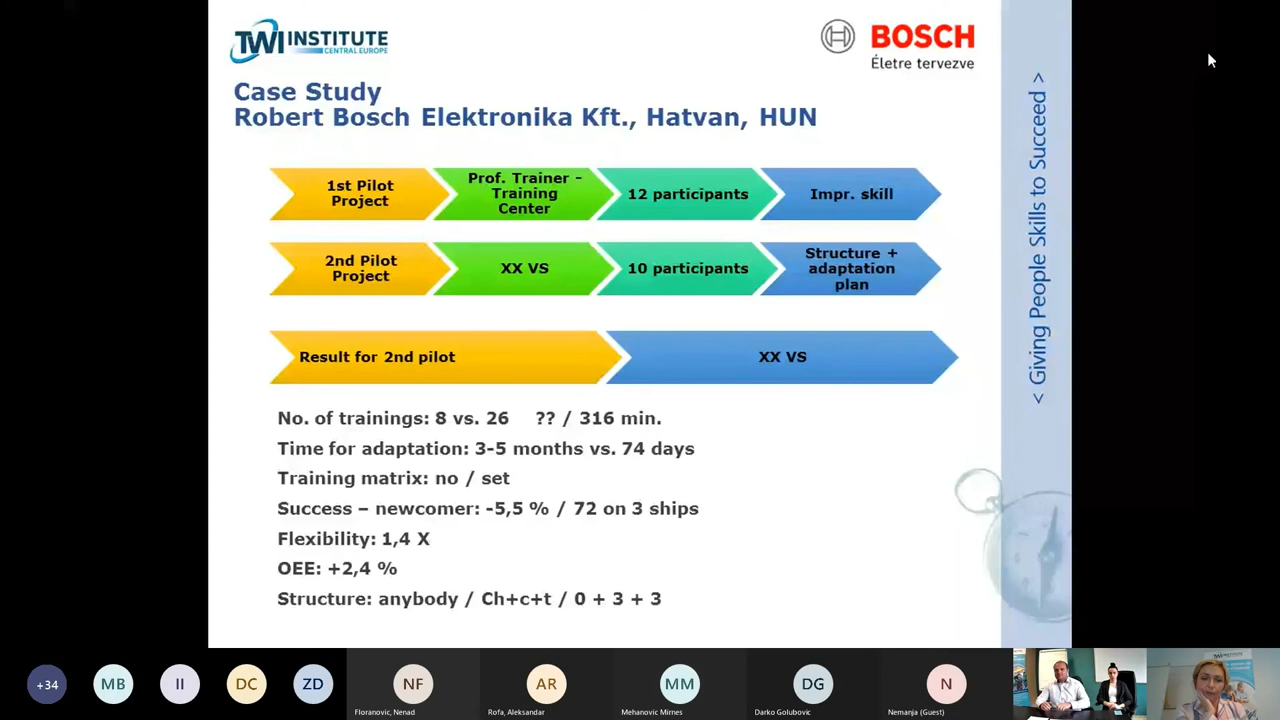 TWI INSTITUTE
CENTRAL EUROPE
BOSCH
Életre tervezve
Case Study
Robert Bosch Elektronika Kft., Hatvan, HUN
1st Pilot
Project
Prof. Trainer -
Training
Center
12 participants
Impr. skill
2nd Pilot
Project
XX VS
10 participants
Structure +
adaptation
plan
Result for 2nd pilot
XX VS
No. of trainings: 8 vs. 26 ?? / 316 min.
Time for adaptation: 3-5 months vs. 74 days
Training matrix: no / set
Success – newcomer: -5,5 % / 72 on 3 ships
Flexibility: 1,4 X
OEE: +2,4 %
Structure: anybody / Ch+c+t / 0 + 3 + 3
< Giving People Skills to Succeed >
+34
MB
II
DC
ZD
NF
Floranovic, Nenad
AR
Rofa, Aleksandar
MM
Mehanovic Mirnes
DG
Darko Golubovic
N
Nemanja (Guest)